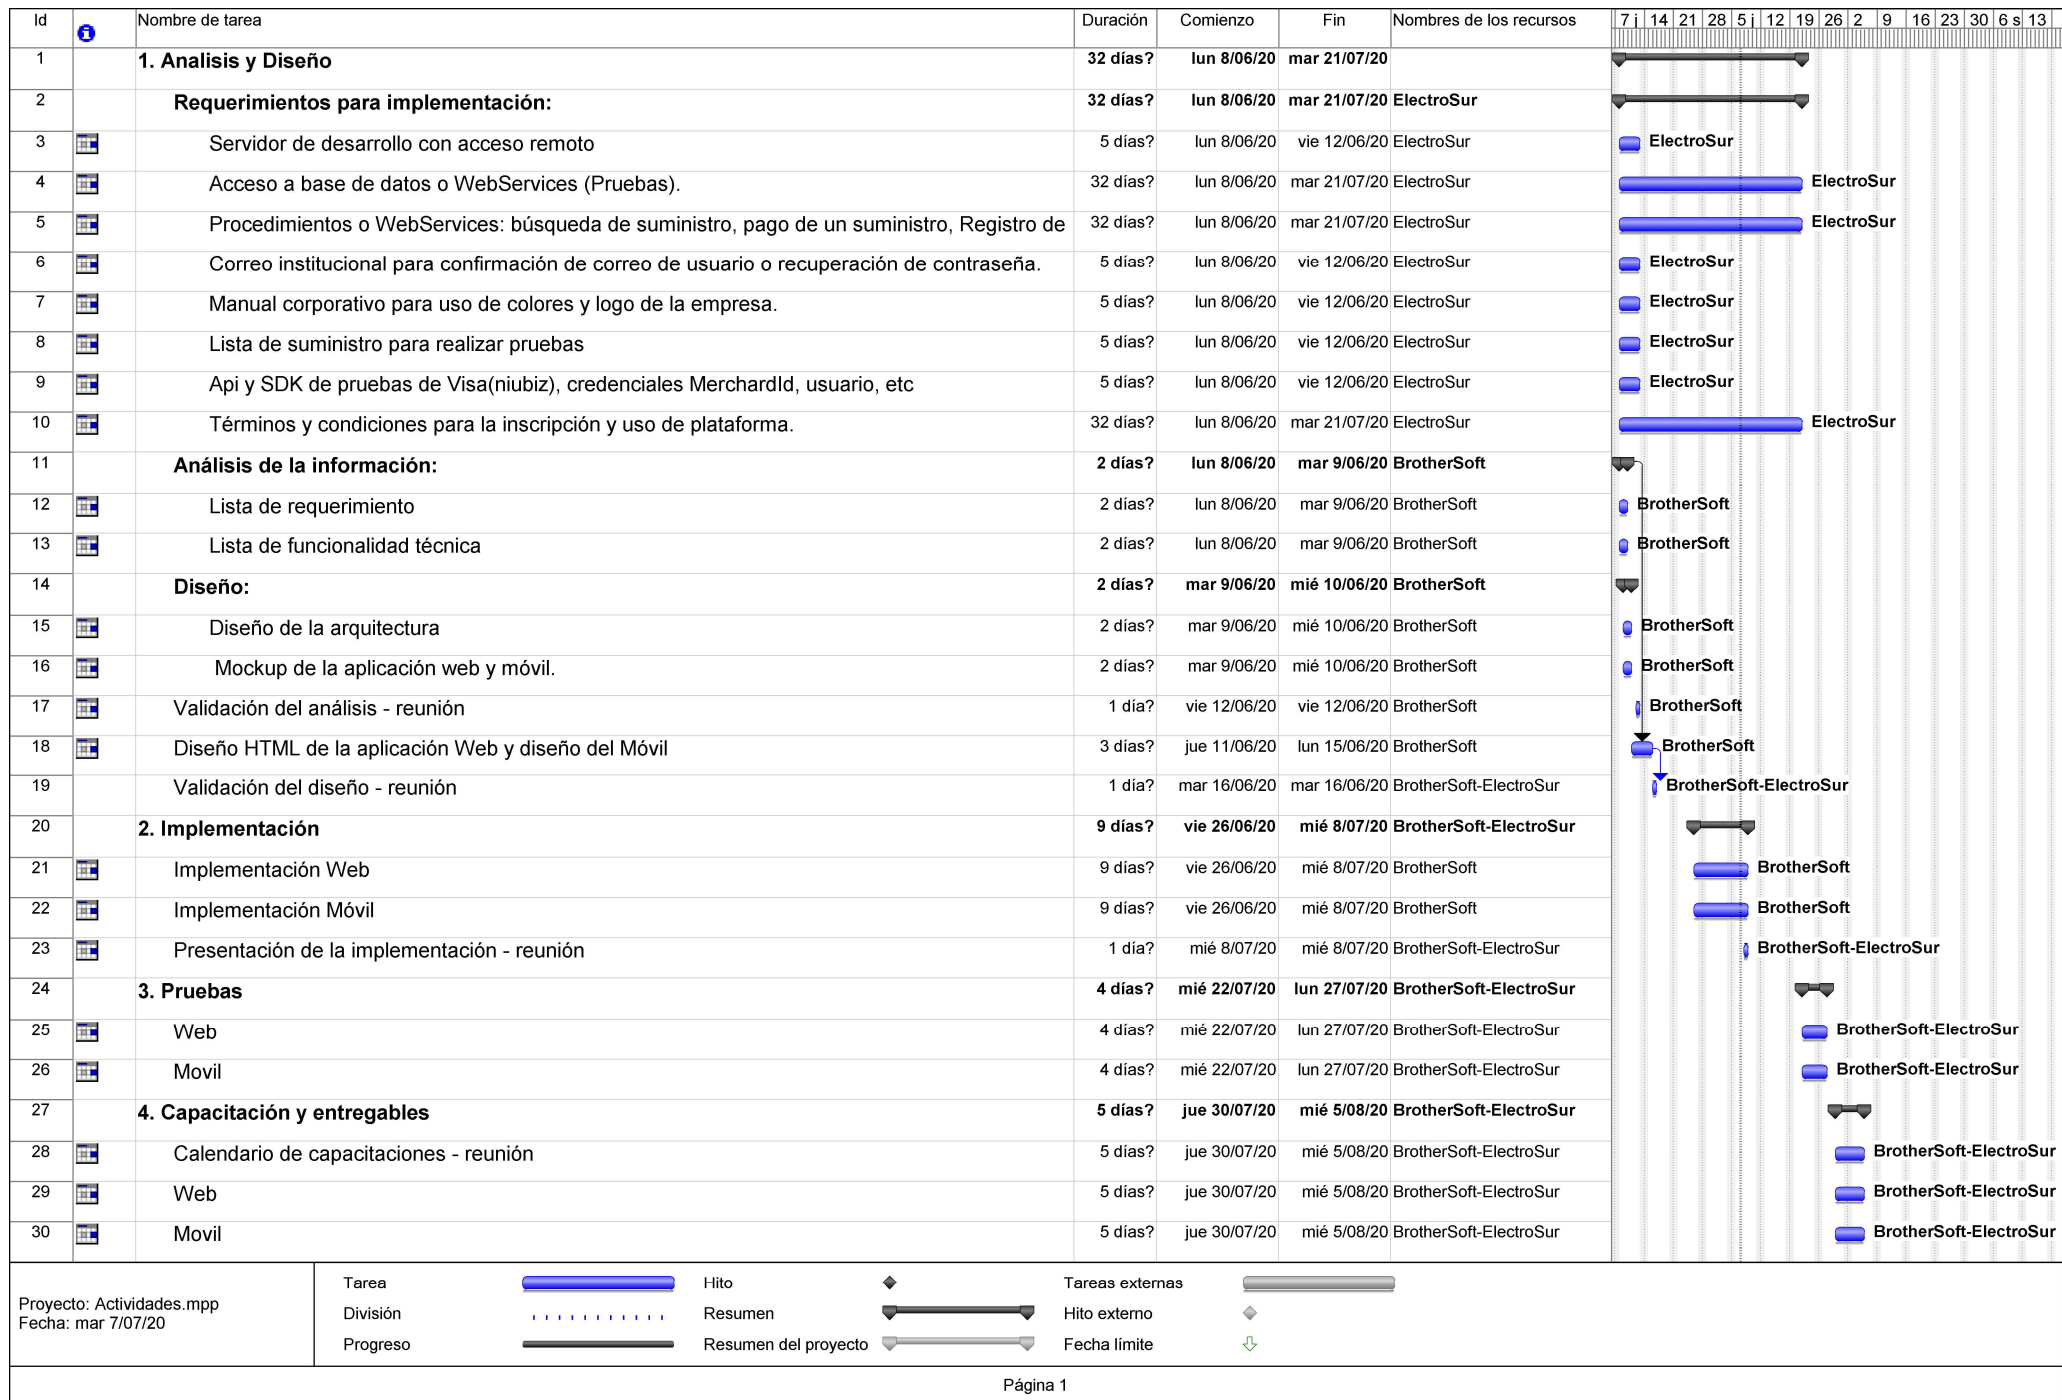 Id Nombre de tarea Duración Comienzo Fin Nombres de los recursos 7 j 14 21 28 5 j 12 19 26 2 9 16 23 30 6 s 13
1 1. Analisis y Diseño 32 días? lun 8/06/20 mar 21/07/20
2 Requerimientos para implementación: 32 días? lun 8/06/20 mar 21/07/20 ElectroSur
3 Servidor de desarrollo con acceso remoto 5 días? lun 8/06/20 vie 12/06/20 ElectroSur ElectroSur
4 Acceso a base de datos o WebServices (Pruebas). 32 días? lun 8/06/20 mar 21/07/20 ElectroSur ElectroSur
5 Procedimientos o WebServices: búsqueda de suministro, pago de un suministro, Registro de 32 días? lun 8/06/20 mar 21/07/20 ElectroSur ElectroSur
6 Correo institucional para confirmación de correo de usuario o recuperación de contraseña. 5 días? lun 8/06/20 vie 12/06/20 ElectroSur ElectroSur
7 Manual corporativo para uso de colores y logo de la empresa. 5 días? lun 8/06/20 vie 12/06/20 ElectroSur ElectroSur
8 Lista de suministro para realizar pruebas 5 días? lun 8/06/20 vie 12/06/20 ElectroSur ElectroSur
9 Api y SDK de pruebas de Visa(niubiz), credenciales MerchardId, usuario, etc 5 días? lun 8/06/20 vie 12/06/20 ElectroSur ElectroSur
10 Términos y condiciones para la inscripción y uso de plataforma. 32 días? lun 8/06/20 mar 21/07/20 ElectroSur ElectroSur
11 Análisis de la información: 2 días? lun 8/06/20 mar 9/06/20 BrotherSoft
12 Lista de requerimiento 2 días? lun 8/06/20 mar 9/06/20 BrotherSoft BrotherSoft
13 Lista de funcionalidad técnica 2 días? lun 8/06/20 mar 9/06/20 BrotherSoft BrotherSoft
14 Diseño: 2 días? mar 9/06/20 mié 10/06/20 BrotherSoft
15 Diseño de la arquitectura 2 días? mar 9/06/20 mié 10/06/20 BrotherSoft BrotherSoft
16 Mockup de la aplicación web y móvil. 2 días? mar 9/06/20 mié 10/06/20 BrotherSoft BrotherSoft
17 Validación del análisis - reunión 1 día? vie 12/06/20 vie 12/06/20 BrotherSoft BrotherSoft
18 Diseño HTML de la aplicación Web y diseño del Móvil 3 días? jue 11/06/20 lun 15/06/20 BrotherSoft BrotherSoft
19 Validación del diseño - reunión 1 día? mar 16/06/20 mar 16/06/20 BrotherSoft-ElectroSur BrotherSoft-ElectroSur
20 2. Implementación 9 días? vie 26/06/20 mié 8/07/20 BrotherSoft-ElectroSur
21 Implementación Web 9 días? vie 26/06/20 mié 8/07/20 BrotherSoft BrotherSoft
22 Implementación Móvil 9 días? vie 26/06/20 mié 8/07/20 BrotherSoft BrotherSoft
23 Presentación de la implementación - reunión 1 día? mié 8/07/20 mié 8/07/20 BrotherSoft-ElectroSur BrotherSoft-ElectroSur
24 3. Pruebas 4 días? mié 22/07/20 lun 27/07/20 BrotherSoft-ElectroSur
25 Web 4 días? mié 22/07/20 lun 27/07/20 BrotherSoft-ElectroSur BrotherSoft-ElectroSur
26 Movil 4 días? mié 22/07/20 lun 27/07/20 BrotherSoft-ElectroSur BrotherSoft-ElectroSur
27 4. Capacitación y entregables 5 días? jue 30/07/20 mié 5/08/20 BrotherSoft-ElectroSur
28 Calendario de capacitaciones - reunión 5 días? jue 30/07/20 mié 5/08/20 BrotherSoft-ElectroSur BrotherSoft-ElectroSur
29 Web 5 días? jue 30/07/20 mié 5/08/20 BrotherSoft-ElectroSur BrotherSoft-ElectroSur
30 Movil 5 días? jue 30/07/20 mié 5/08/20 BrotherSoft-ElectroSur BrotherSoft-ElectroSur
Proyecto: Actividades.mpp
Fecha: mar 7/07/20
Tarea Hito Tareas externas
División Resumen Hito externo
Progreso Resumen del proyecto Fecha límite
Página 1